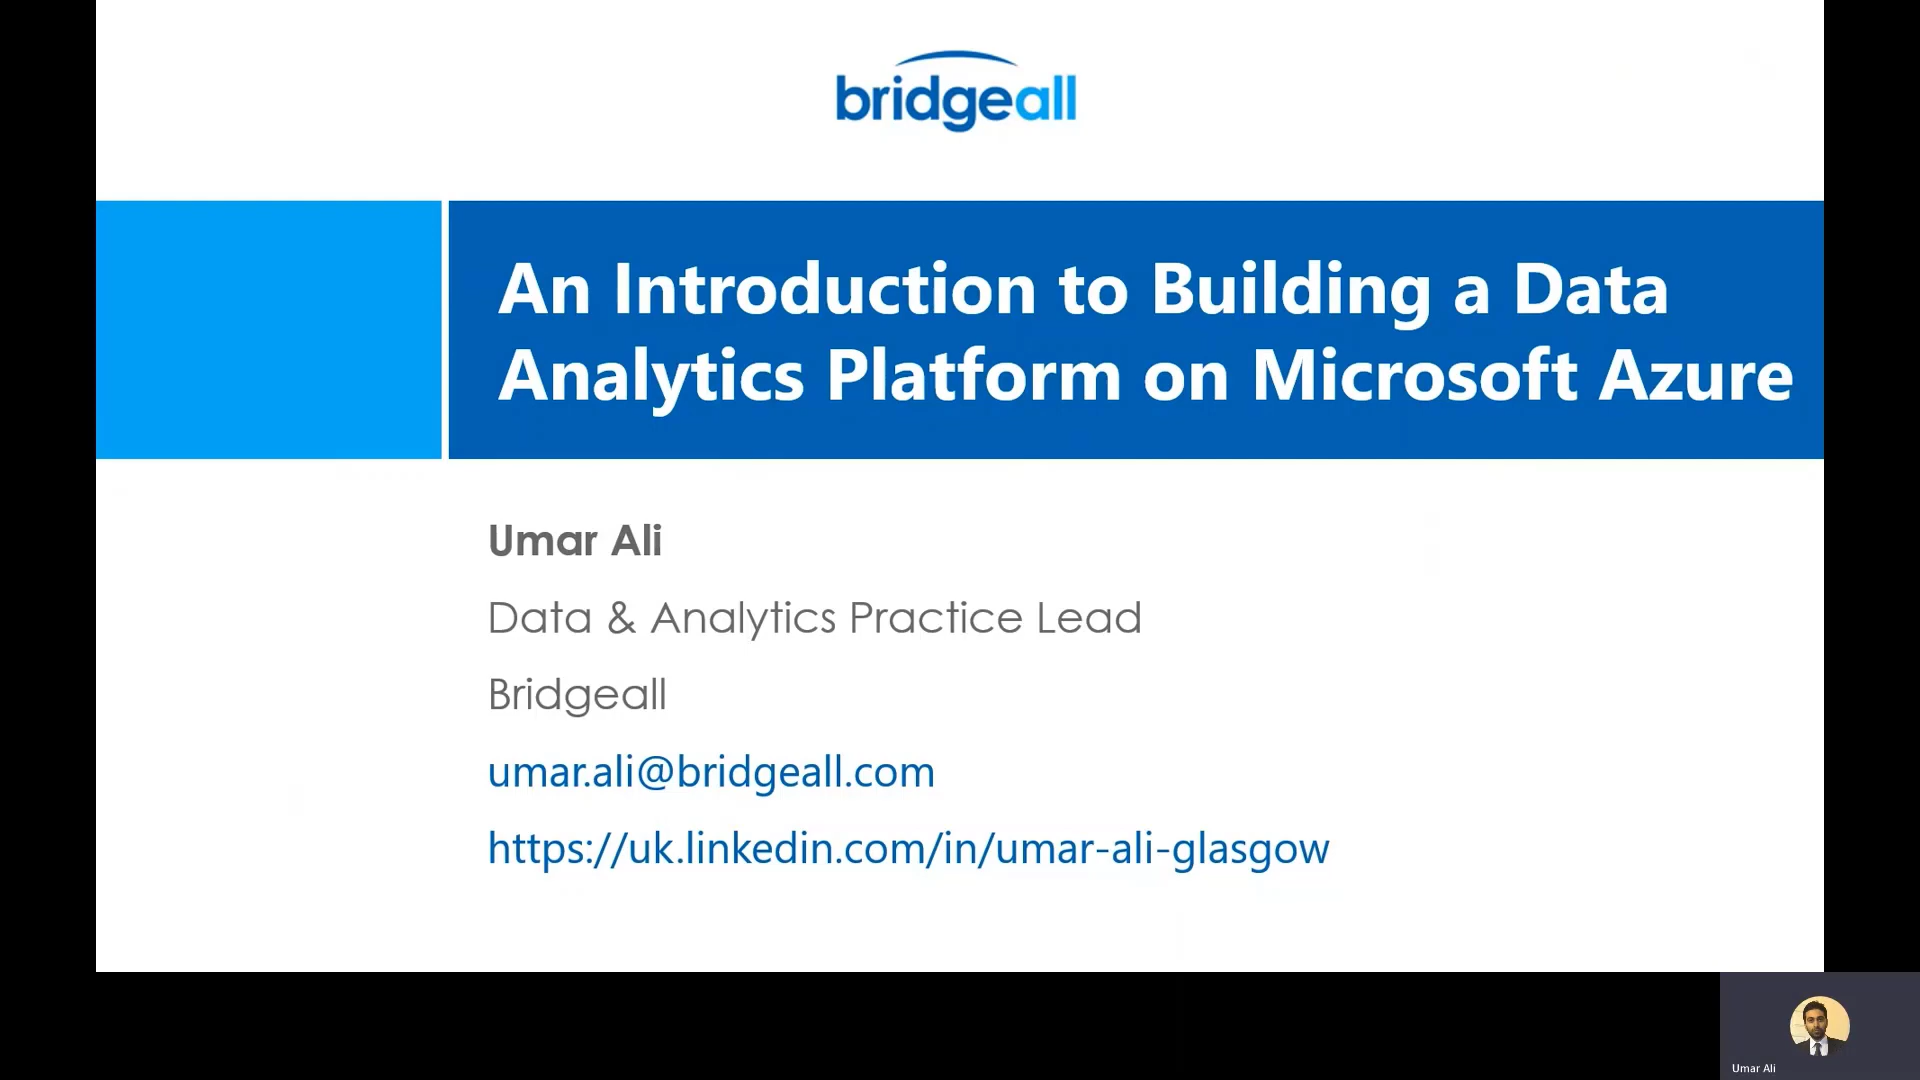 bridgeall
An Introduction to Building a Data
Analytics Platform on Microsoft Azure
Umar Ali
Data & Analytics Practice Lead
Bridgeall
umar.ali@bridgeall.com
https://uk.linkedin.com/in/umar-ali-glasgow
Umar Ali